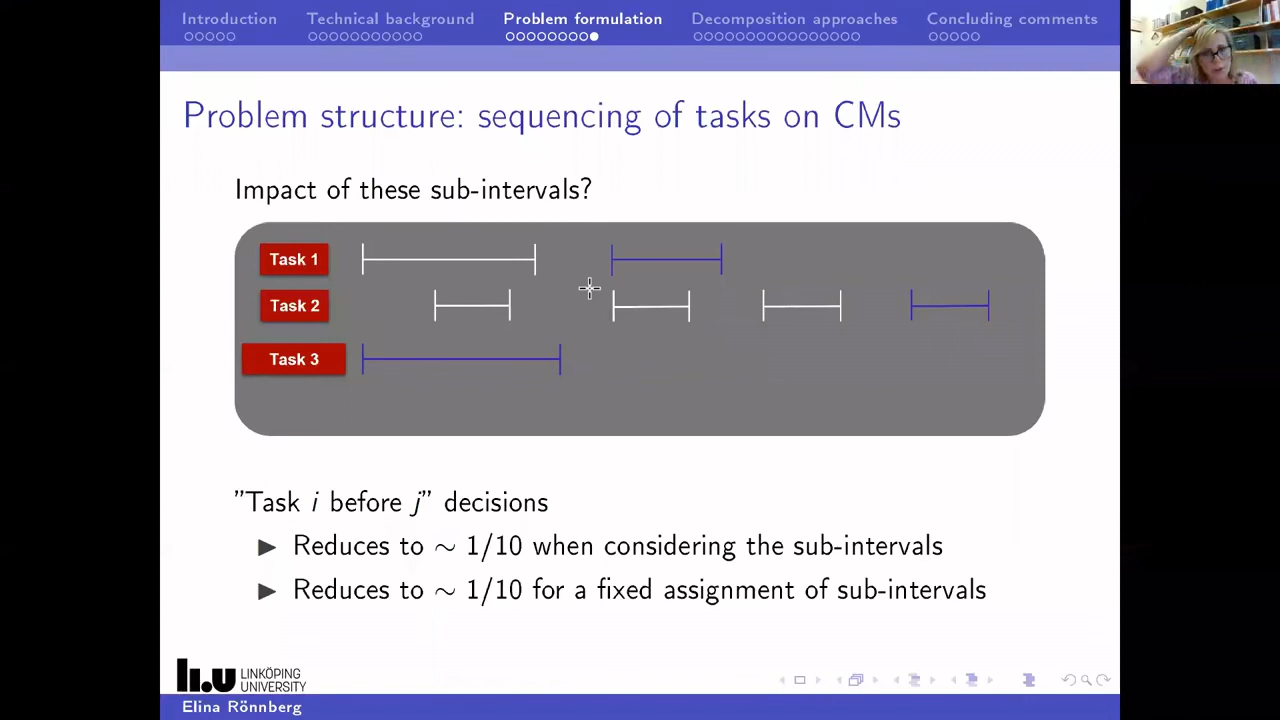 Introduction Technical background Problem formulation Decomposition approaches Concluding comments
Problem structure: sequencing of tasks on CMs
Impact of these sub-intervals?
Task 1
Task 2
Task 3
"Task i before j" decisions
Reduces to ∼ 1/10 when considering the sub-intervals
Reduces to ∼ 1/10 for a fixed assignment of sub-intervals
li.u LINKÖPING
UNIVERSITY
Elina Rönnberg